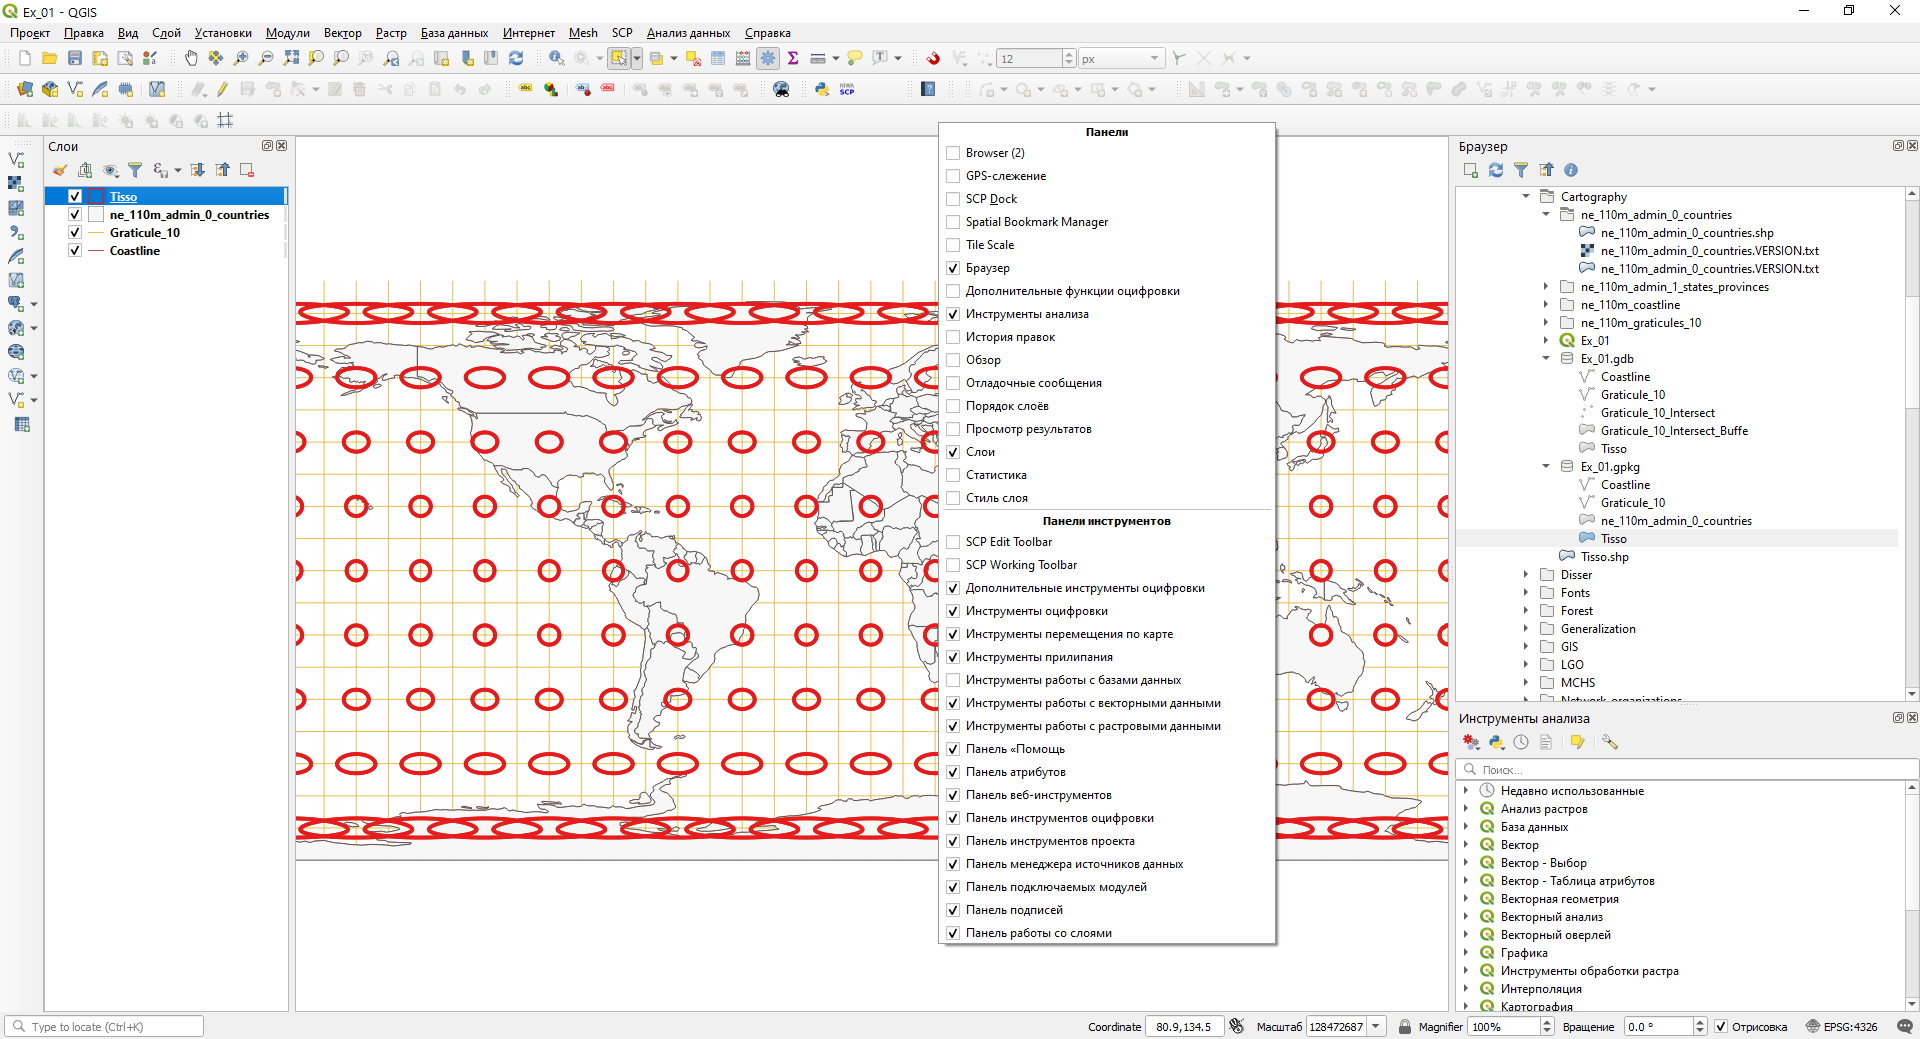 Ex_01 - QGIS
Проект Правка Вид Слой Установки Модули Вектор Растр База данных Интернет Mesh SCP Анализ данных Справка
12 px
NIWA SCP
Слои
Tisso
ne_110m_admin_0_countries
Graticule_10
Coastline
Панели
Browser (2)
GPS-слежение
SCP Dock
Spatial Bookmark Manager
Tile Scale
Браузер
Дополнительные функции оцифровки
Инструменты анализа
История правок
Обзор
Отладочные сообщения
Порядок слоёв
Просмотр результатов
Слои
Статистика
Стиль слоя
Панели инструментов
SCP Edit Toolbar
SCP Working Toolbar
Дополнительные инструменты оцифровки
Инструменты оцифровки
Инструменты перемещения по карте
Инструменты прилипания
Инструменты работы с базами данных
Инструменты работы с векторными данными
Инструменты работы с растровыми данными
Панель «Помощь
Панель атрибутов
Панель веб-инструментов
Панель инструментов оцифровки
Панель инструментов проекта
Панель менеджера источников данных
Панель подключаемых модулей
Панель подписей
Панель работы со слоями
Браузер
Cartography
ne_110m_admin_0_countries
ne_110m_admin_0_countries.shp
ne_110m_admin_0_countries.VERSION.txt
ne_110m_admin_0_countries.VERSION.txt
ne_110m_admin_1_states_provinces
ne_110m_coastline
ne_110m_graticules_10
Ex_01
Ex_01.gdb
Coastline
Graticule_10
Graticule_10_Intersect
Graticule_10_Intersect_Buffe
Tisso
Ex_01.gpkg
Coastline
Graticule_10
ne_110m_admin_0_countries
Tisso
Tisso.shp
Disser
Fonts
Forest
Generalization
GIS
LGO
MCHS
Network_organizations
Инструменты анализа
Поиск...
Недавно использованные
Анализ растров
База данных
Вектор
Вектор - Выбор
Вектор - Таблица атрибутов
Векторная геометрия
Векторный анализ
Векторный оверлей
Графика
Инструменты обработки растра
Интерполяция
Картография
Type to locate (Ctrl+K) Coordinate 80.9,134.5 Масштаб 128472687 Magnifier 100% Вращение 0.0 ° Отрисовка EPSG:4326